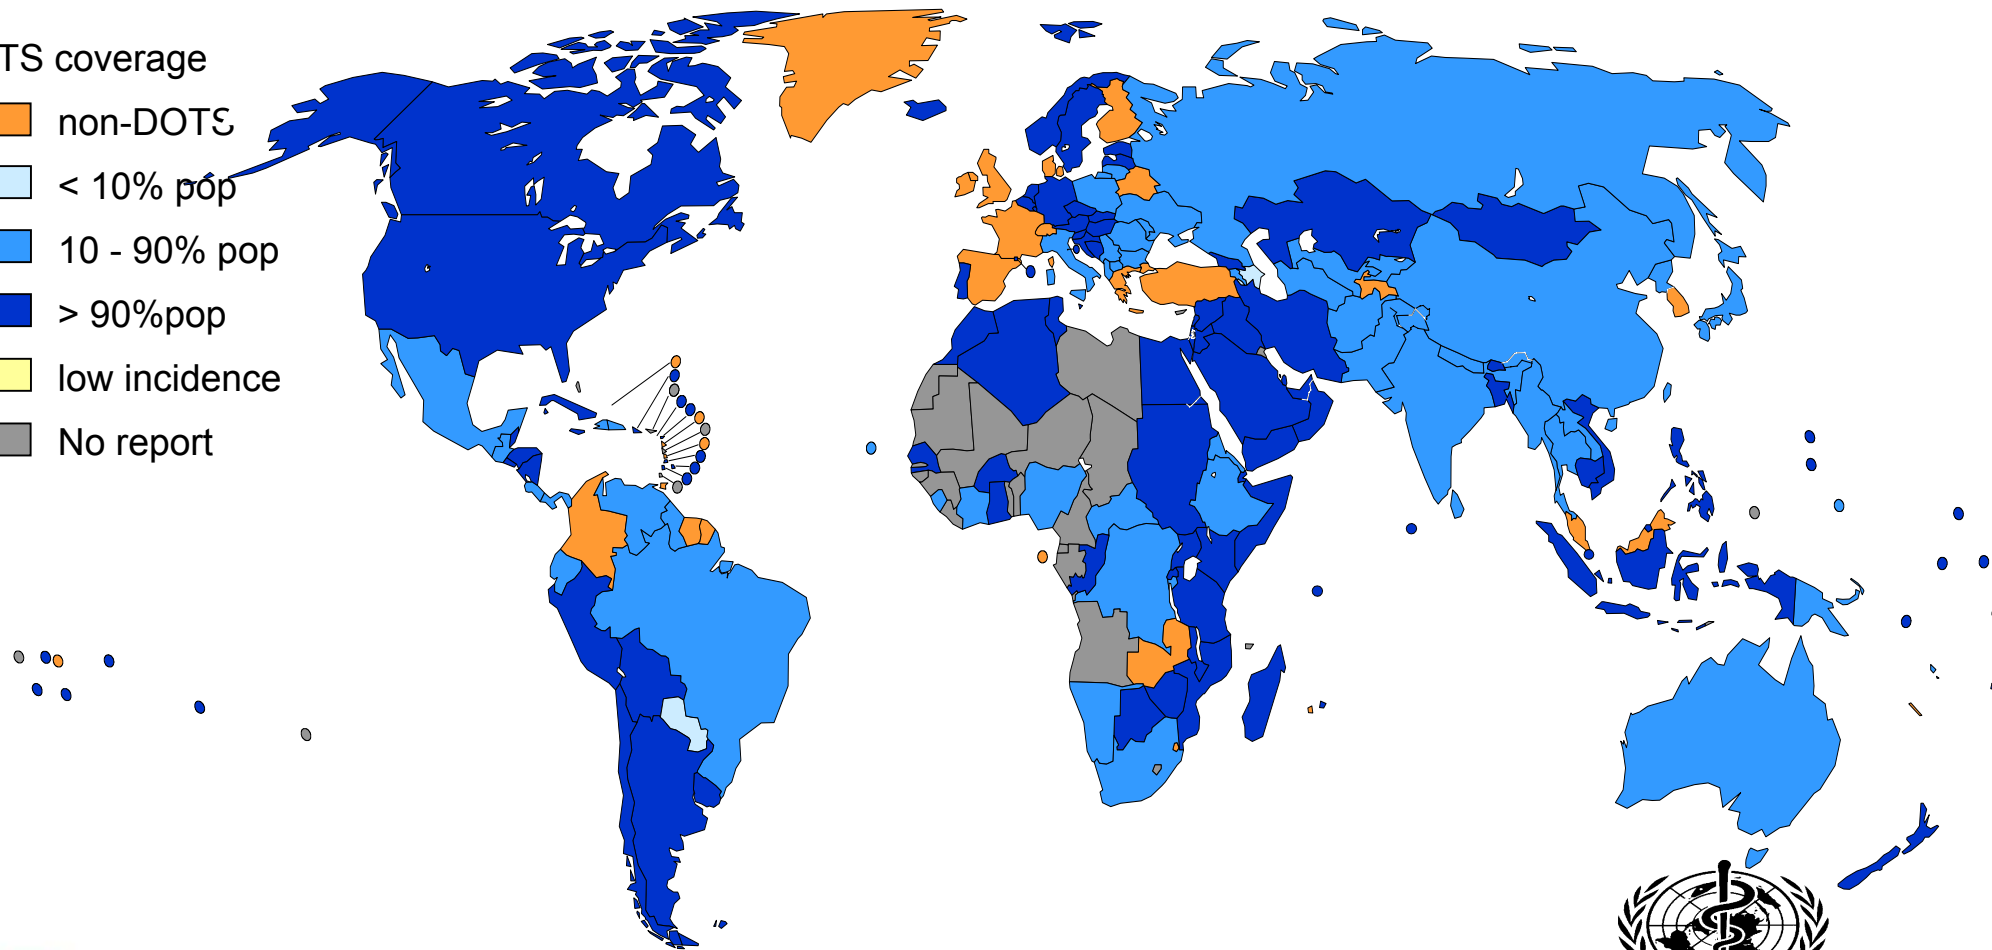 TS coverage
non-DOTS
< 10% pop
10 - 90% pop
> 90%pop
low incidence
No report